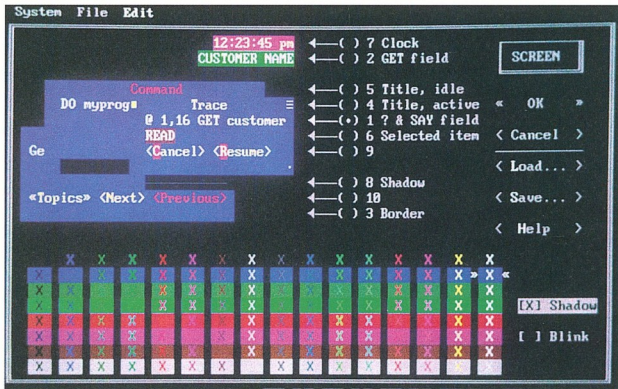 System File Edit
12:23:45 pm ( ) 7 Clock
CUSTOMER NAME ( ) 2 GET field
SCREEN
Command ( ) 5 Title, idle
DO myprog Trace ( ) 4 Title, active
« OK »
@ 1,16 GET customer (•) 1 ? & SAY field
READ ( ) 6 Selected item
Ge <Cancel> <Resume> ( ) 9
< Cancel >
< Load... >
( ) 8 Shadow
«Topics» <Next> <Previous> ( ) 10
< Save... >
( ) 3 Border
< Help >
X X X X X X X X X X X X X X X
X X X X X X X X X X X X X X X » X «
[X] Shadow
[ ] Blink